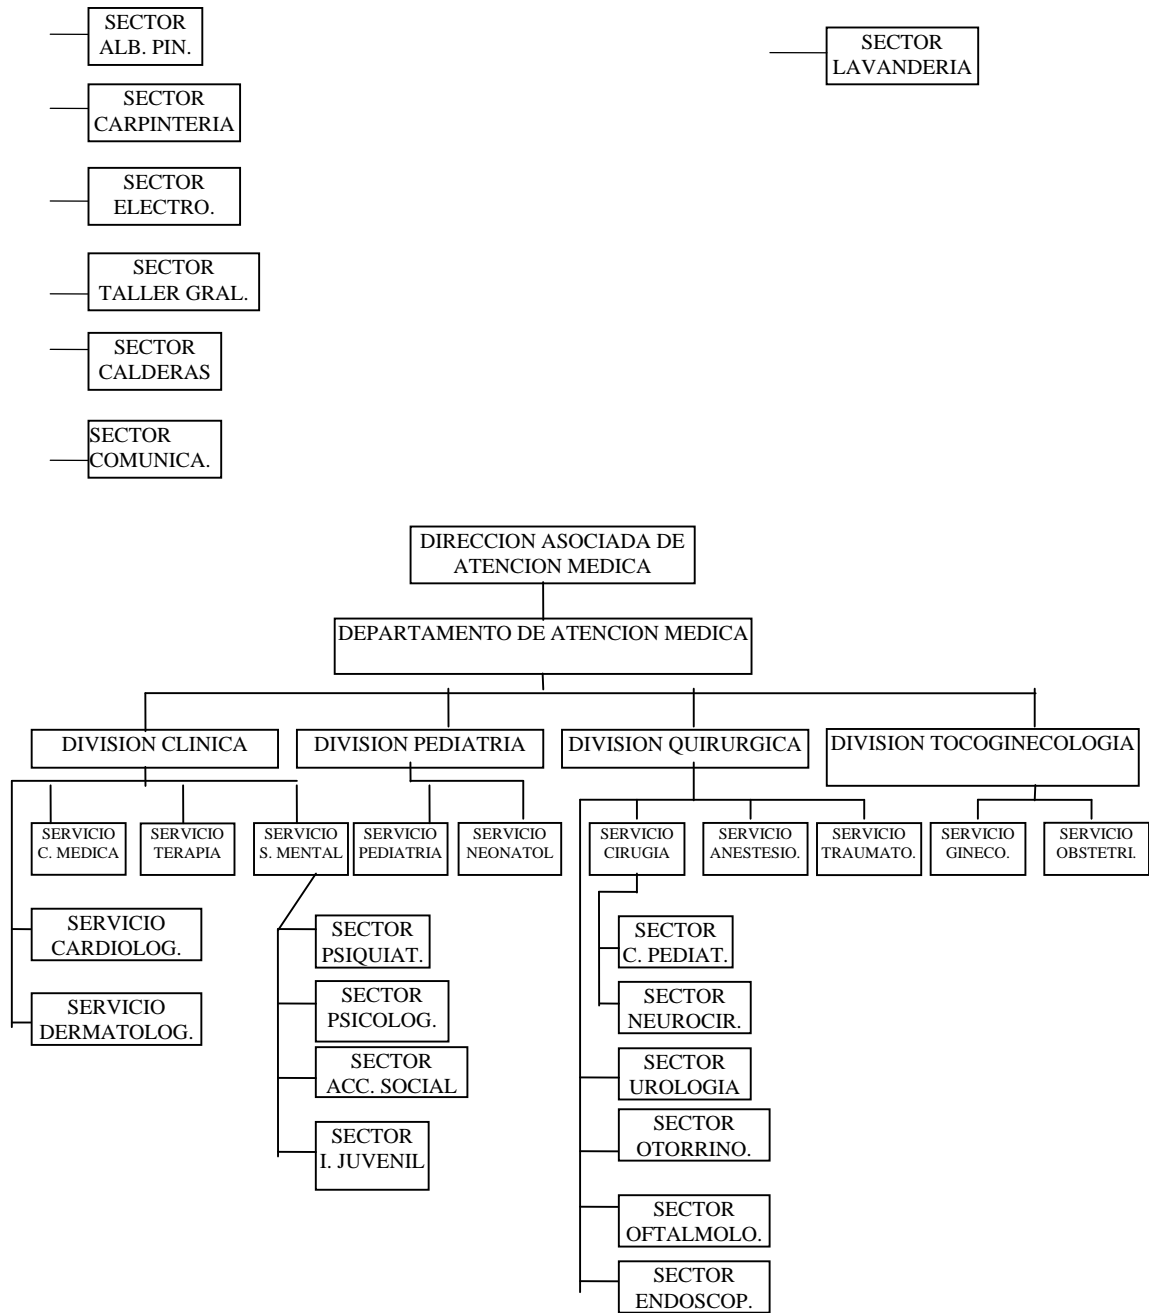 SECTOR
ALB. PIN.
SECTOR
LAVANDERIA
SECTOR
CARPINTERIA
SECTOR
ELECTRO.
SECTOR
TALLER GRAL.
SECTOR
CALDERAS
SECTOR
COMUNICA.
DIRECCION ASOCIADA DE
ATENCION MEDICA
DEPARTAMENTO DE ATENCION MEDICA
DIVISION CLINICA
DIVISION PEDIATRIA
DIVISION QUIRURGICA
DIVISION TOCOGINECOLOGIA
SERVICIO
C. MEDICA
SERVICIO
TERAPIA
SERVICIO
S. MENTAL
SERVICIO
PEDIATRIA
SERVICIO
NEONATOL
SERVICIO
CIRUGIA
SERVICIO
ANESTESIO.
SERVICIO
TRAUMATO.
SERVICIO
GINECO.
SERVICIO
OBSTETRI.
SERVICIO
CARDIOLOG.
SERVICIO
DERMATOLOG.
SECTOR
PSIQUIAT.
SECTOR
PSICOLOG.
SECTOR
ACC. SOCIAL
SECTOR
I. JUVENIL
SECTOR
C. PEDIAT.
SECTOR
NEUROCIR.
SECTOR
UROLOGIA
SECTOR
OTORRINO.
SECTOR
OFTALMOLO.
SECTOR
ENDOSCOP.